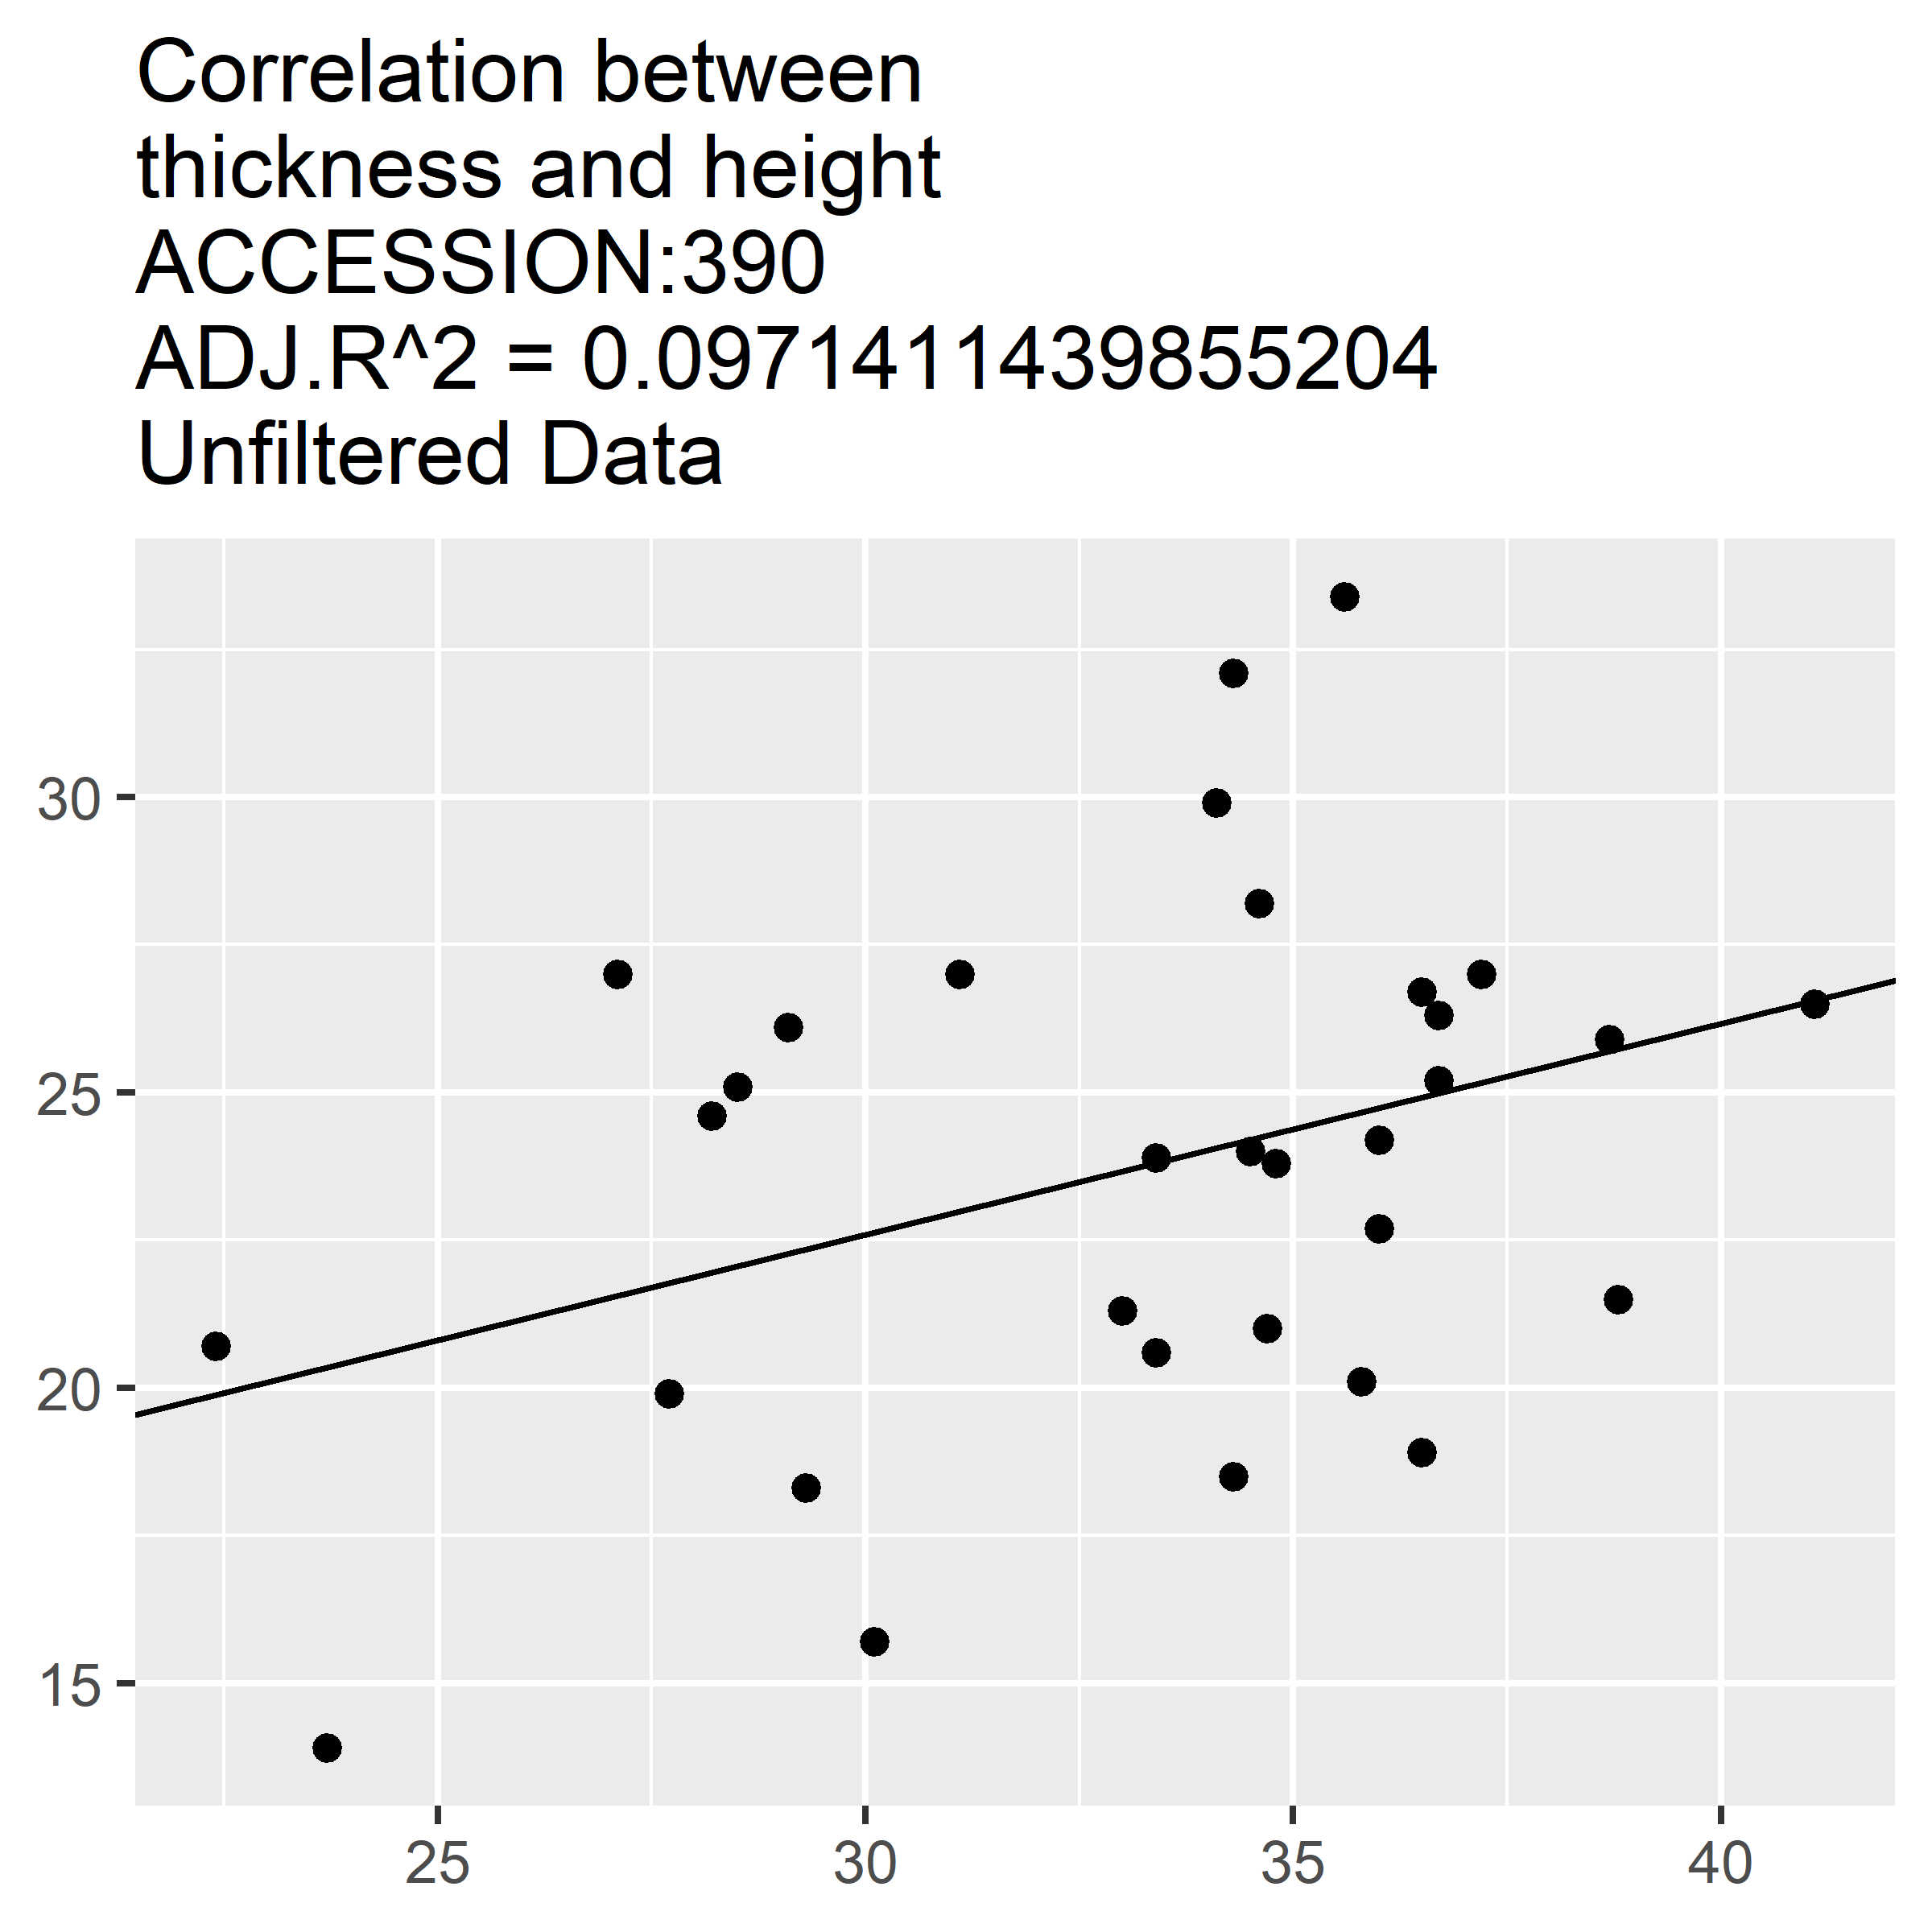 Correlation between
thickness and height
ACCESSION:390
ADJ.R^2 = 0.0971411439855204
Unfiltered Data
30
25
20
15
25 30 35 40